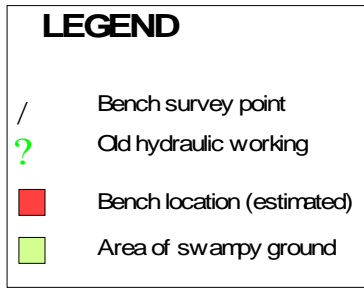 LEGEND
/ Bench survey point
? Old hydraulic working
Bench location (estimated)
Area of swampy ground